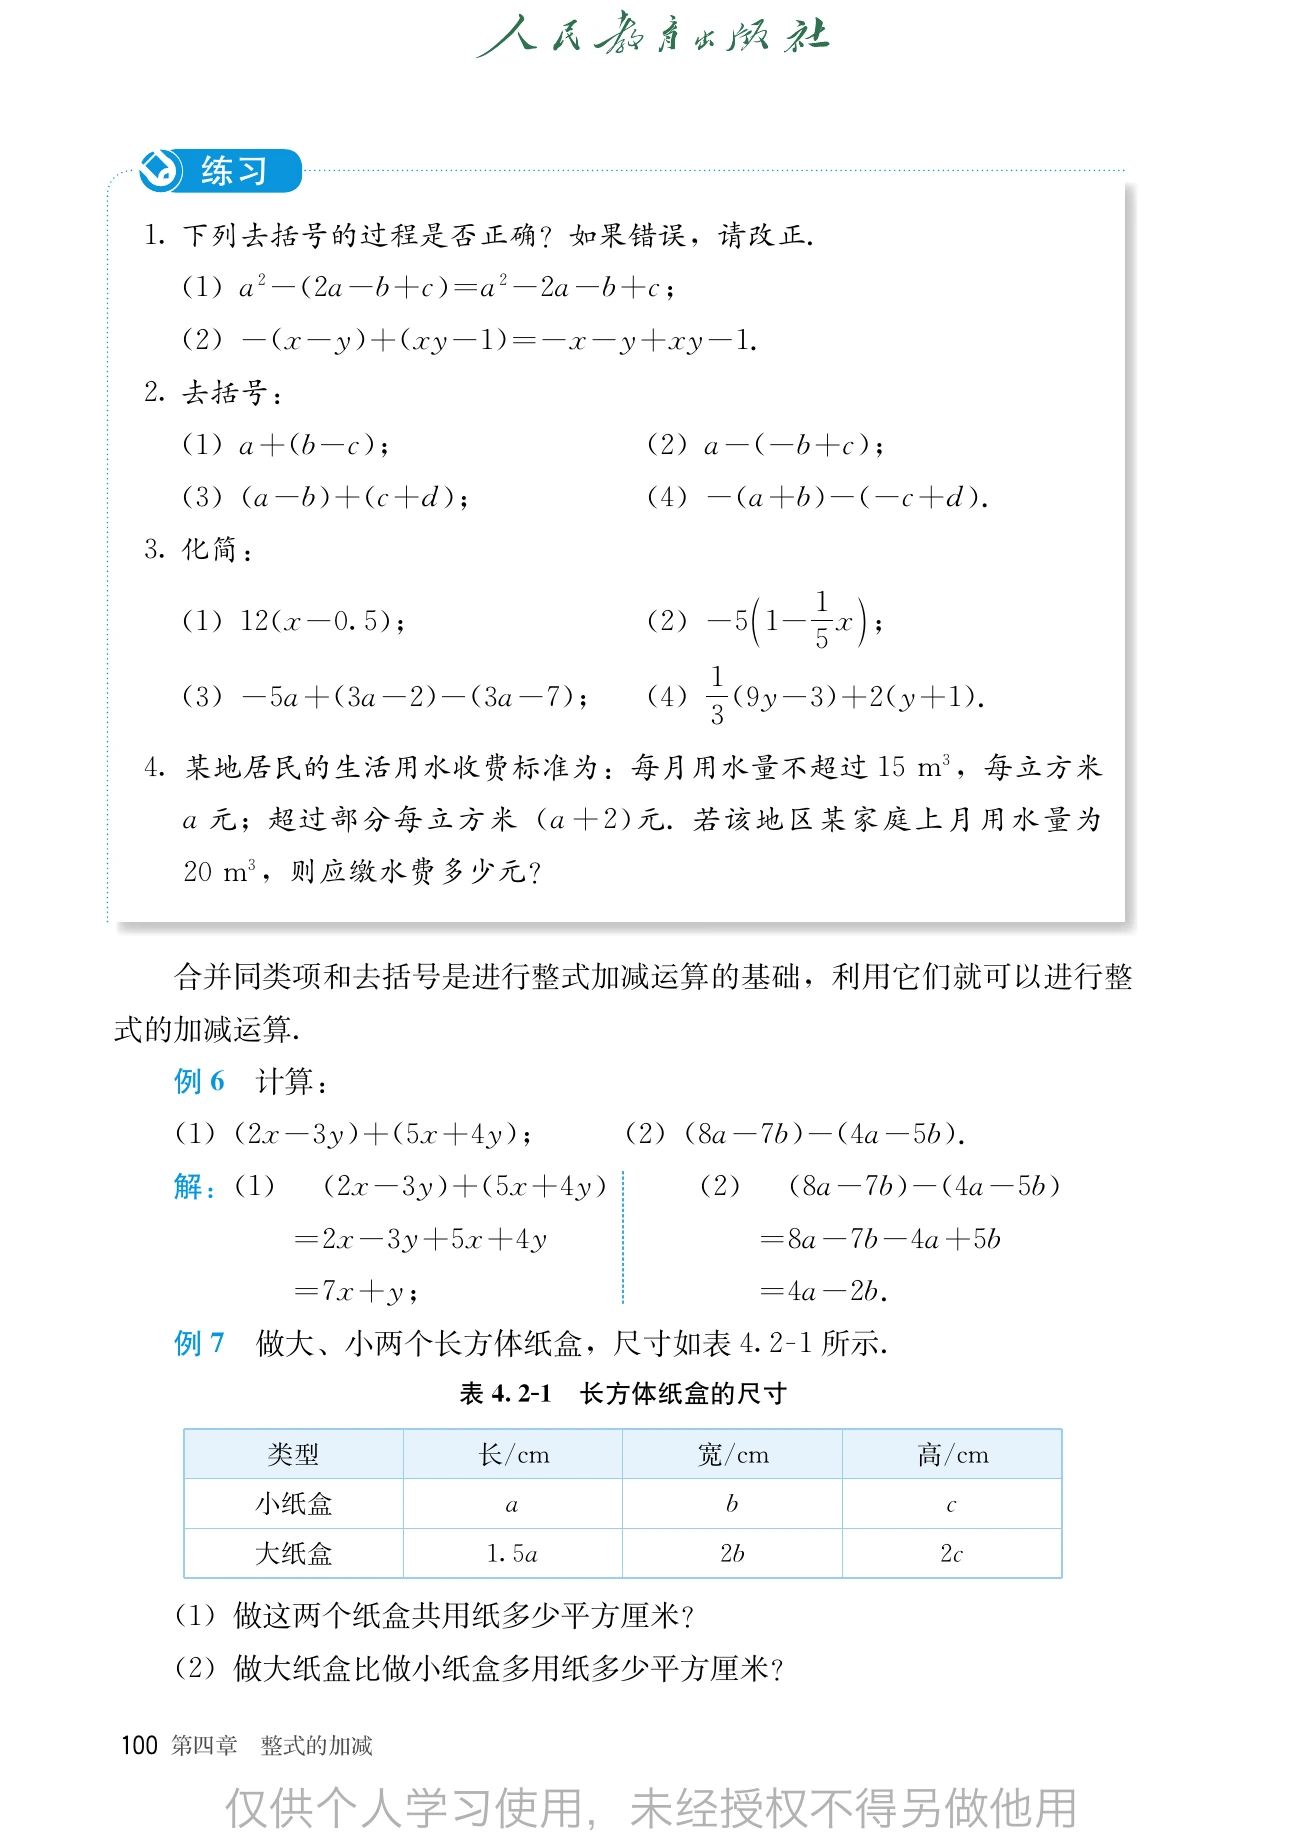 人民教育出版社
练习
1. 下列去括号的过程是否正确？如果错误，请改正.
(1) a²－(2a－b＋c)＝a²－2a－b＋c；
(2) －(x－y)＋(xy－1)＝－x－y＋xy－1.
2. 去括号：
(1) a＋(b－c)； (2) a－(－b＋c)；
(3) (a－b)＋(c＋d)； (4) －(a＋b)－(－c＋d).
3. 化简：
(1) 12(x－0.5)； (2) －5(1－1/5x)；
(3) －5a＋(3a－2)－(3a－7)； (4) 1/3(9y－3)＋2(y＋1).
4. 某地居民的生活用水收费标准为：每月用水量不超过 15 m³，每立方米
a 元；超过部分每立方米 (a＋2)元. 若该地区某家庭上月用水量为
20 m³，则应缴水费多少元？
合并同类项和去括号是进行整式加减运算的基础，利用它们就可以进行整
式的加减运算.
例 6 计算：
(1) (2x－3y)＋(5x＋4y)； (2) (8a－7b)－(4a－5b).
解：(1) (2x－3y)＋(5x＋4y) (2) (8a－7b)－(4a－5b)
＝2x－3y＋5x＋4y ＝8a－7b－4a＋5b
＝7x＋y； ＝4a－2b.
例 7 做大、小两个长方体纸盒，尺寸如表 4.2-1 所示.
表 4.2-1 长方体纸盒的尺寸
类型 长/cm 宽/cm 高/cm
小纸盒 a b c
大纸盒 1.5a 2b 2c
(1) 做这两个纸盒共用纸多少平方厘米？
(2) 做大纸盒比做小纸盒多用纸多少平方厘米？
100 第四章 整式的加减
仅供个人学习使用，未经授权不得另做他用